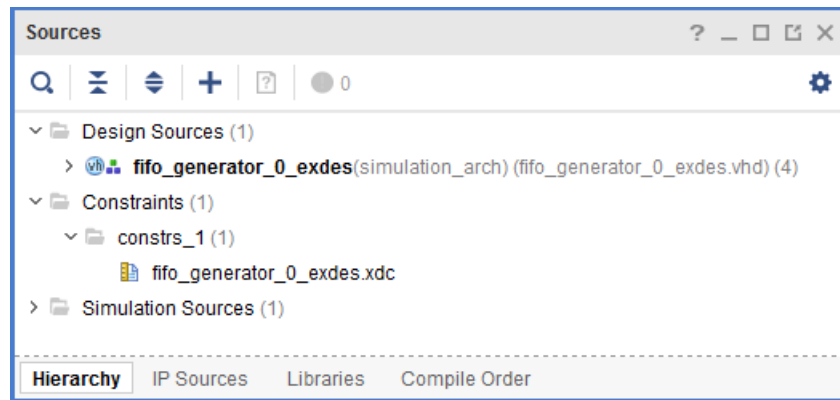 Sources
0
Design Sources (1)
fifo_generator_0_exdes(simulation_arch) (fifo_generator_0_exdes.vhd) (4)
Constraints (1)
constrs_1 (1)
fifo_generator_0_exdes.xdc
Simulation Sources (1)
Hierarchy IP Sources Libraries Compile Order